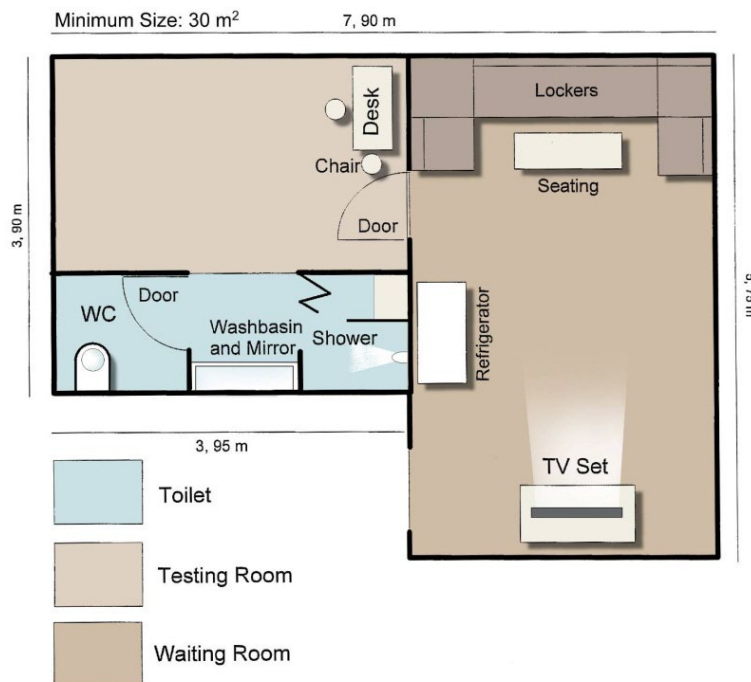 Minimum Size: 30 m²
7, 90 m
Desk
Lockers
Chair
Seating
Door
3, 90 m
Door
WC
Washbasin
and Mirror
Shower
Refrigerator
3, 95 m
TV Set
Toilet
Testing Room
Waiting Room